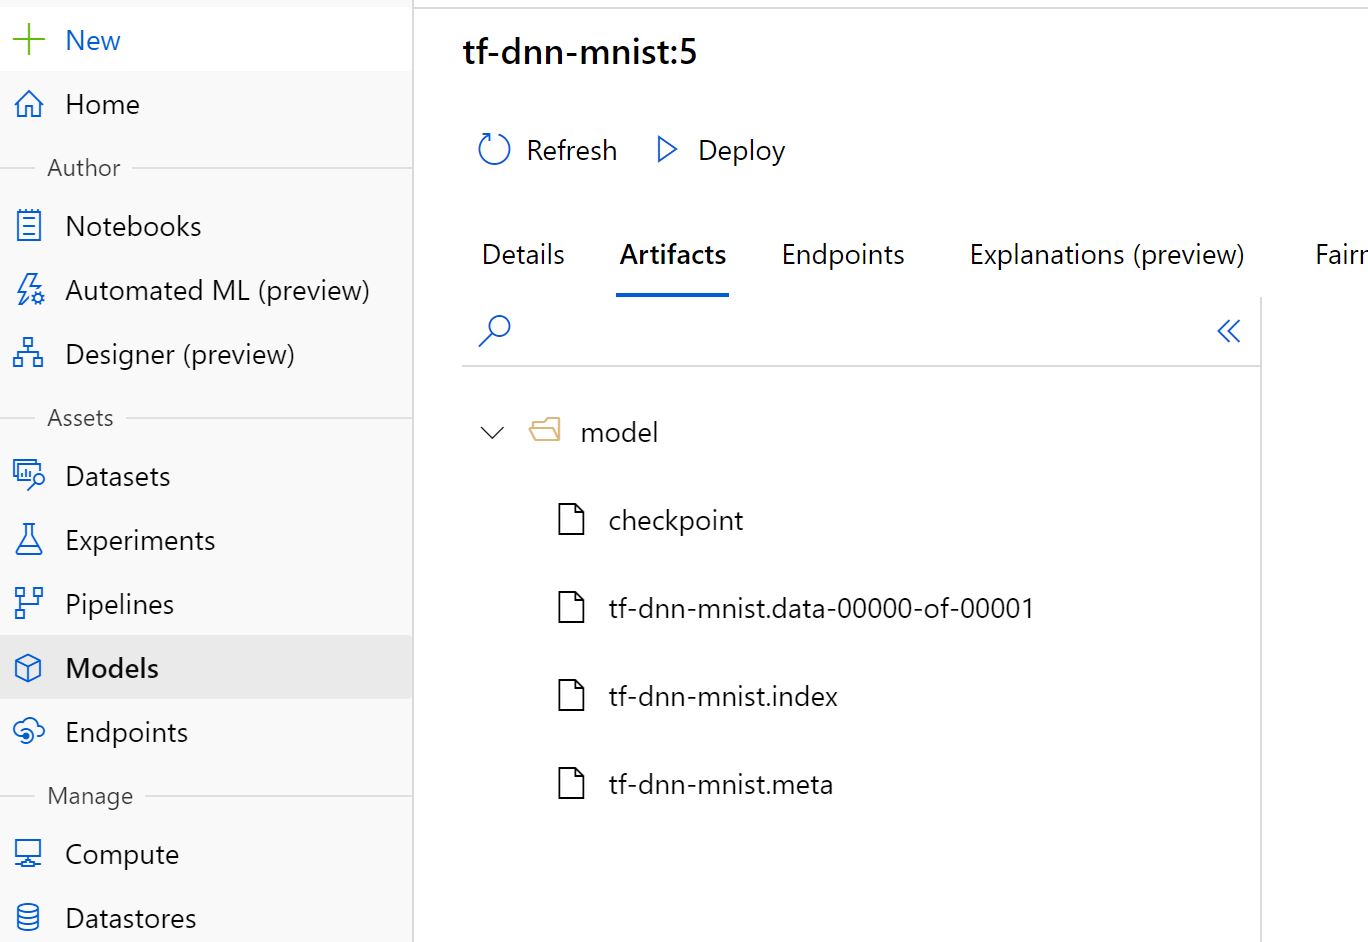 New
Home
Author
Notebooks
Automated ML (preview)
Designer (preview)
Assets
Datasets
Experiments
Pipelines
Models
Endpoints
Manage
Compute
Datastores
tf-dnn-mnist:5
Refresh
Deploy
Details Artifacts Endpoints Explanations (preview)
model
checkpoint
tf-dnn-mnist.data-00000-of-00001
tf-dnn-mnist.index
tf-dnn-mnist.meta